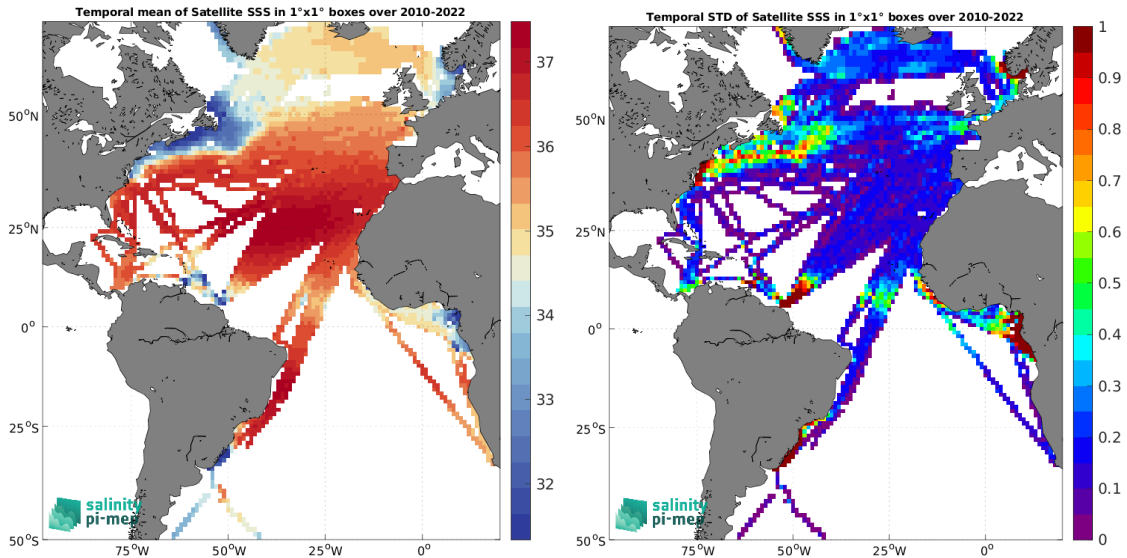 Temporal mean of Satellite SSS in 1°x1° boxes over 2010-2022
50°N
25°N
0°
25°S
50°S
75°W
50°W
25°W
0°
37
36
35
34
33
32
salinity
pi-mep
Temporal STD of Satellite SSS in 1°x1° boxes over 2010-2022
50°N
25°N
0°
25°S
50°S
75°W
50°W
25°W
0°
1
0.9
0.8
0.7
0.6
0.5
0.4
0.3
0.2
0.1
0
salinity
pi-mep